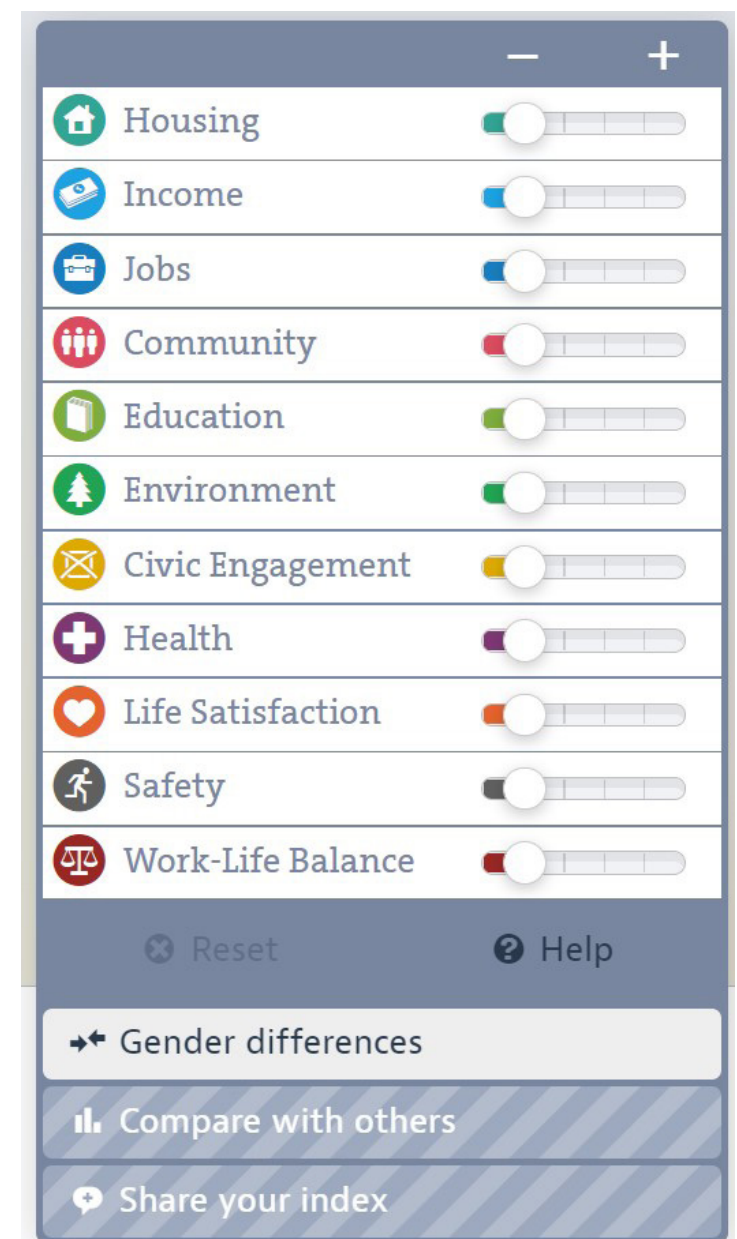 − +
Housing
Income
Jobs
Community
Education
Environment
Civic Engagement
Health
Life Satisfaction
Safety
Work-Life Balance
Reset Help
Gender differences
Compare with others
Share your index